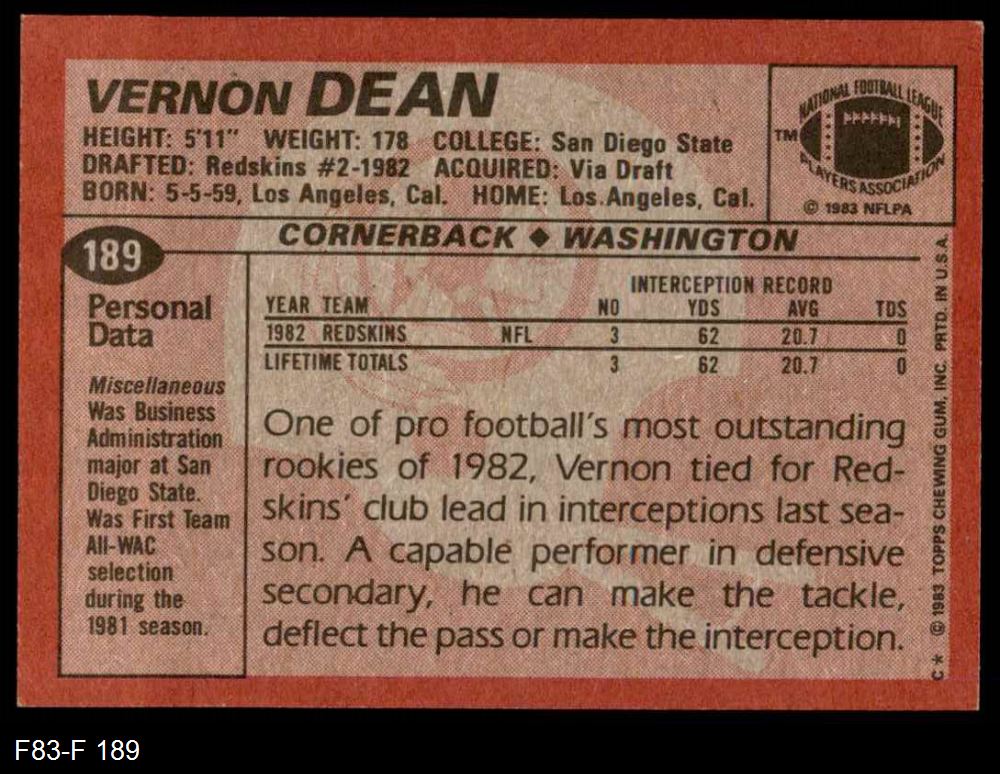 VERNON DEAN
HEIGHT: 5'11" WEIGHT: 178 COLLEGE: San Diego State
DRAFTED: Redskins #2-1982 ACQUIRED: Via Draft
BORN: 5-5-59, Los Angeles, Cal. HOME: Los Angeles, Cal.
NATIONAL FOOTBALL LEAGUE
TM
PLAYERS ASSOCIATION
© 1983 NFLPA
189
CORNERBACK ◆ WASHINGTON
Personal
Data
Miscellaneous
Was Business
Administration
major at San
Diego State.
Was First Team
All-WAC
selection
during the
1981 season.
INTERCEPTION RECORD
YEAR TEAM NO YDS AVG TDS
1982 REDSKINS NFL 3 62 20.7 0
LIFETIME TOTALS 3 62 20.7 0
One of pro football's most outstanding
rookies of 1982, Vernon tied for Red-
skins' club lead in interceptions last sea-
son. A capable performer in defensive
secondary, he can make the tackle,
deflect the pass or make the interception.
C* © 1983 TOPPS CHEWING GUM, INC. PRTD. IN U.S.A.
F83-F 189